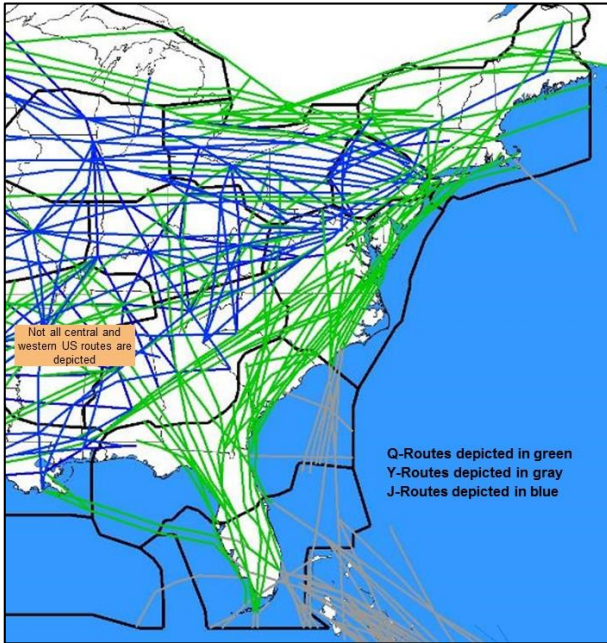 Not all central and
western US routes are
depicted
Q-Routes depicted in green
Y-Routes depicted in gray
J-Routes depicted in blue